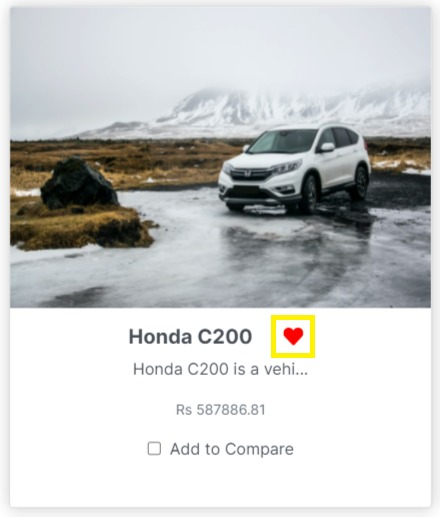 Honda C200
Honda C200 is a vehi...
Rs 587886.81
Add to Compare